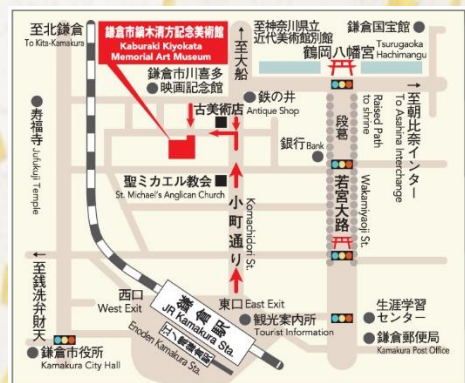 至北鎌倉
To Kita-Kamakura
鎌倉市鏑木清方記念美術館
Kaburaki Kiyokata
Memorial Art Museum
至大船
至神奈川県立
近代美術館別館
鎌倉国宝館
鶴岡八幡宮
Tsurugaoka
Hachimangu
鎌倉市川喜多
映画記念館
古美術店
鉄の井
Antique Shop
寿福寺
Jufukuji Temple
銀行 Bank
段葛
Raised Path
to shrine
至朝比奈インター
To Asahina Interchange
聖ミカエル教会
St. Michael's Anglican Church
小町通り
Komachidori St.
若宮大路
Wakamiyaoji St.
至銭洗弁財天
西口
West Exit
鎌倉駅
JR Kamakura Sta.
江ノ電鎌倉駅
Enoden Kamakura Sta.
東口 East Exit
観光案内所
Tourist Information
生涯学習
センター
鎌倉郵便局
Kamakura Post Office
鎌倉市役所
Kamakura City Hall